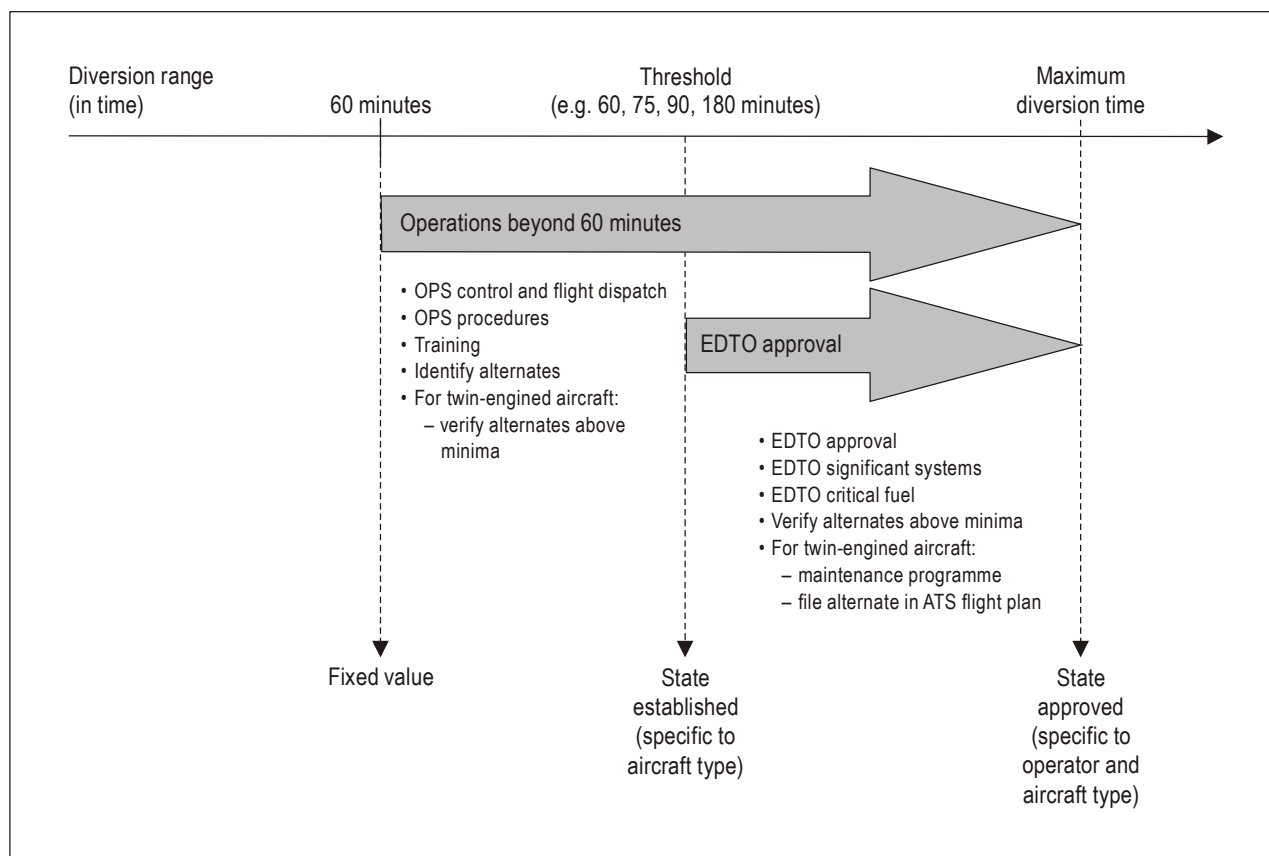 Diversion range
(in time)
60 minutes
Threshold
(e.g. 60, 75, 90, 180 minutes)
Maximum
diversion time
Operations beyond 60 minutes
• OPS control and flight dispatch
• OPS procedures
• Training
• Identify alternates
• For twin-engined aircraft:
– verify alternates above
minima
EDTO approval
• EDTO approval
• EDTO significant systems
• EDTO critical fuel
• Verify alternates above minima
• For twin-engined aircraft:
– maintenance programme
– file alternate in ATS flight plan
Fixed value
State
established
(specific to
aircraft type)
State
approved
(specific to
operator and
aircraft type)